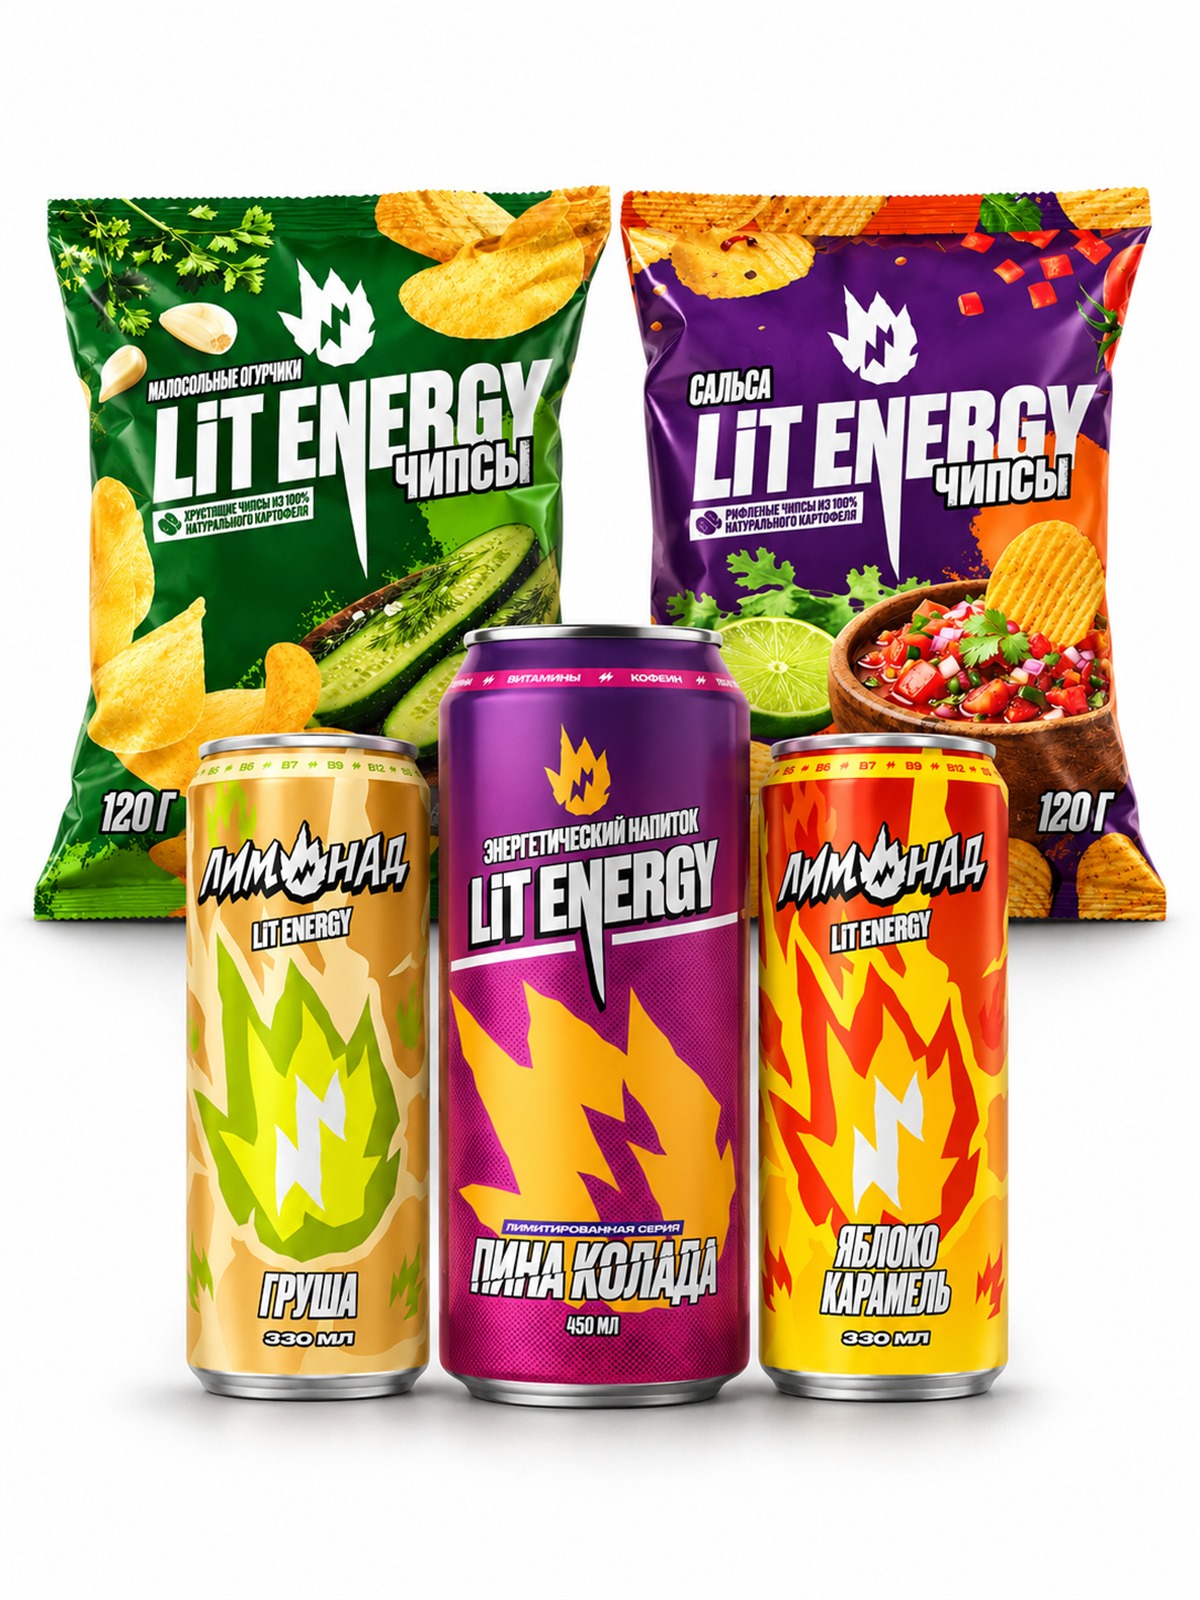 МАЛОСОЛЬНЫЕ ОГУРЧИКИ
LiT ENERGY
ЧИПСЫ
ХРУСТЯЩИЕ ЧИПСЫ ИЗ 100%
НАТУРАЛЬНОГО КАРТОФЕЛЯ
120 Г
САЛЬСА
LiT ENERGY
ЧИПСЫ
РИФЛЕНЫЕ ЧИПСЫ ИЗ 100%
НАТУРАЛЬНОГО КАРТОФЕЛЯ
120 Г
B5 B6 B7 B9 B12
ЛИМОНАД
LiT ENERGY
ГРУША
330 МЛ
ВИТАМИНЫ КОФЕИН
ЭНЕРГЕТИЧЕСКИЙ НАПИТОК
LiT ENERGY
ЛИМИТИРОВАННАЯ СЕРИЯ
ПИНА КОЛАДА
450 МЛ
B5 B6 B7 B9 B12
ЛИМОНАД
LiT ENERGY
ЯБЛОКО
КАРАМЕЛЬ
330 МЛ